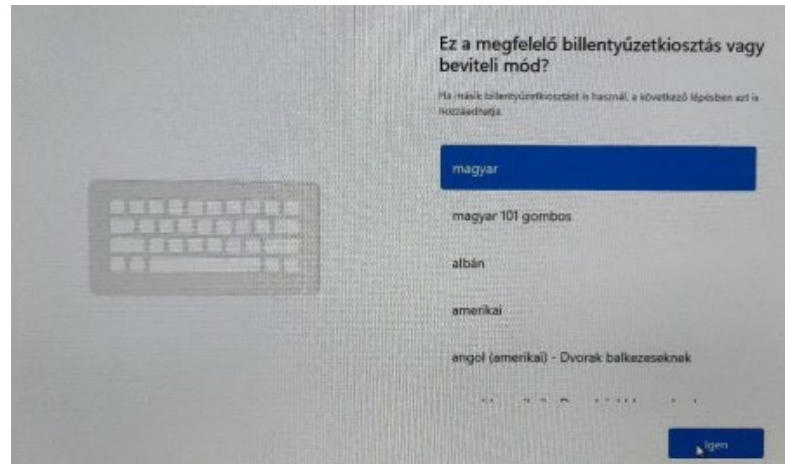 Ez a megfelelő billentyűzetkiosztás vagy
beviteli mód?
Ha másik billentyűzetkiosztást is használ, a következő lépésben azt is
hozzáadhatja.
magyar
magyar 101 gombos
albán
amerikai
angol (amerikai) - Dvorak balkezeseknek
Igen